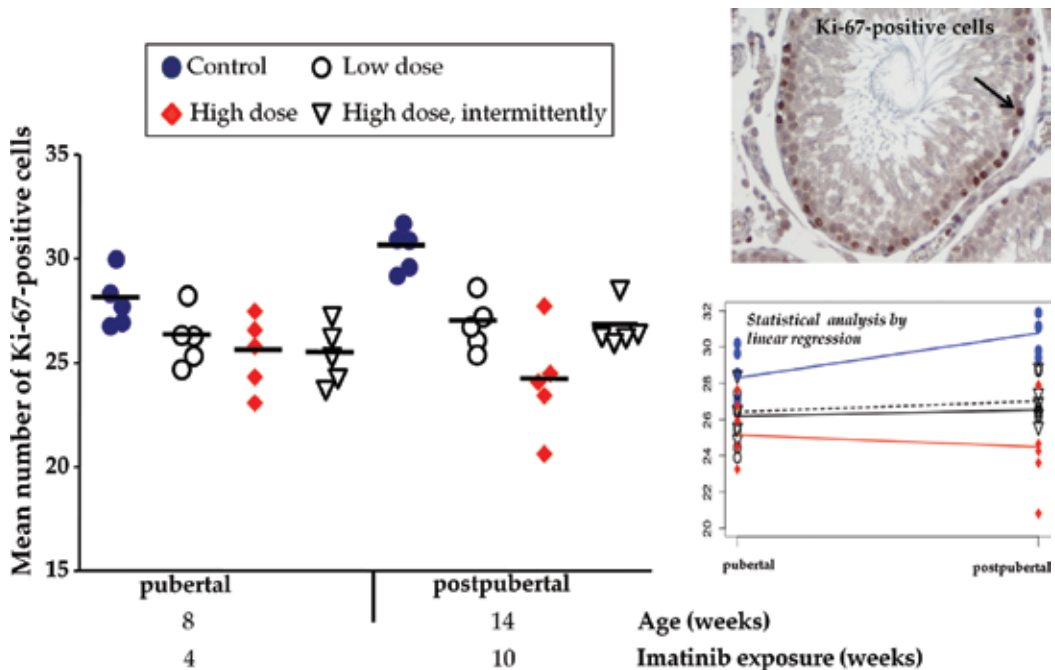 Control Low dose
High dose High dose, intermittently
Mean number of Ki-67-positive cells
35
30
25
20
15
pubertal postpubertal
8 14 Age (weeks)
4 10 Imatinib exposure (weeks)
Ki-67-positive cells
Statistical analysis by
linear regression
32
30
28
26
24
22
20
pubertal postpubertal